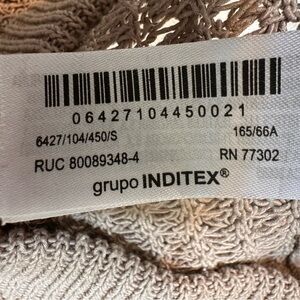 06427104450021
6427/104/450/S 165/66A
RUC 80089348-4 RN 77302
grupo INDITEX®